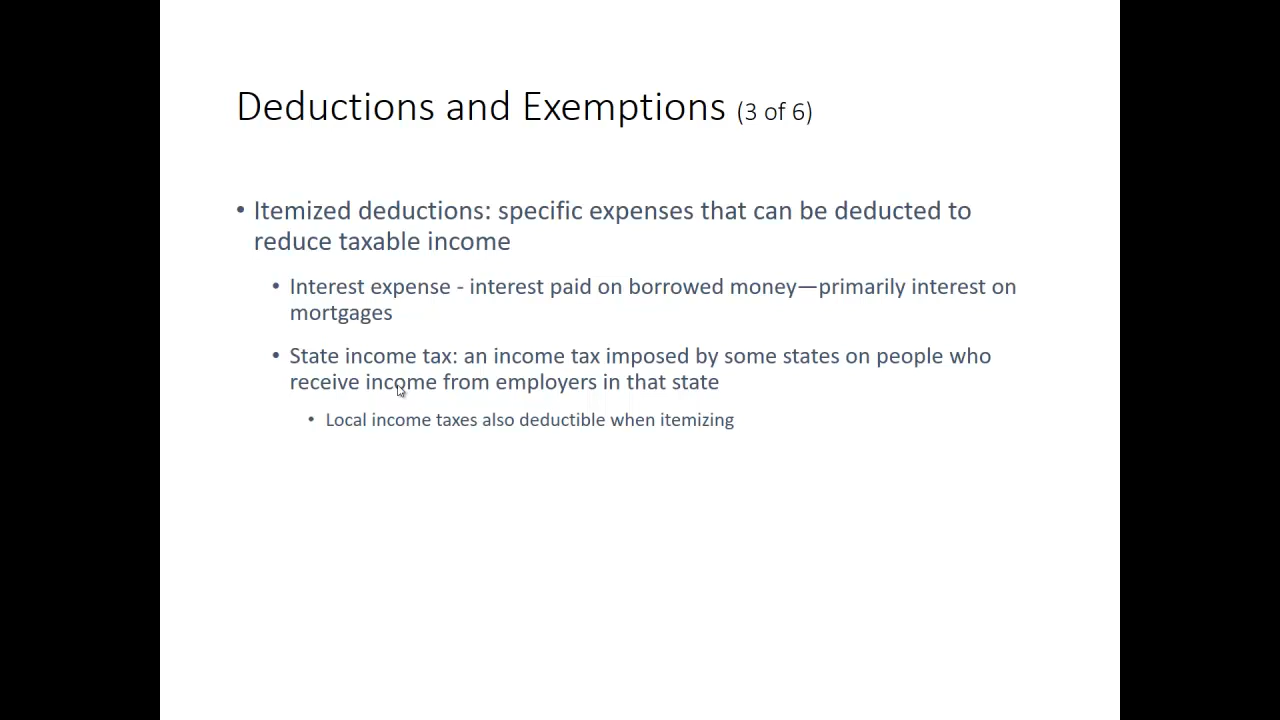 Deductions and Exemptions (3 of 6)
• Itemized deductions: specific expenses that can be deducted to
reduce taxable income
• Interest expense - interest paid on borrowed money—primarily interest on
mortgages
• State income tax: an income tax imposed by some states on people who
receive income from employers in that state
• Local income taxes also deductible when itemizing